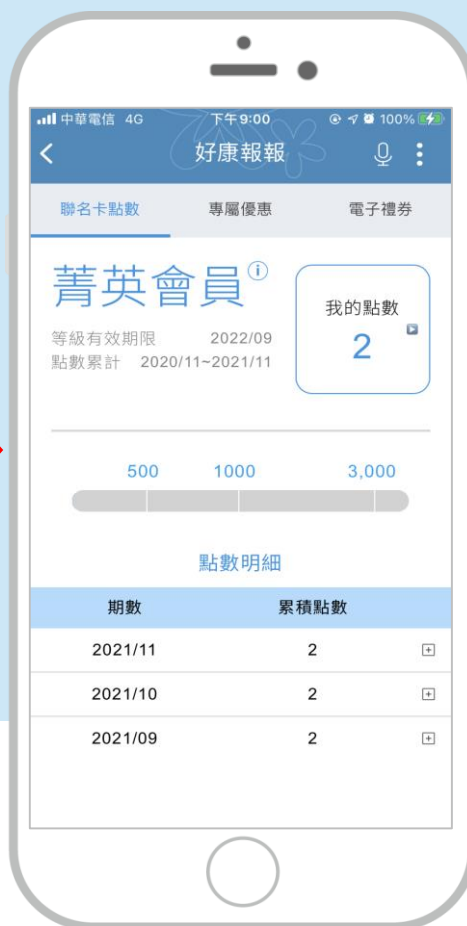 中華電信 4G 下午9:00 100%
好康報報
聯名卡點數 專屬優惠 電子禮券
菁英會員
我的點數
2
等級有效期限 2022/09
點數累計 2020/11~2021/11
500 1000 3,000
點數明細
期數 累積點數
2021/11 2
2021/10 2
2021/09 2